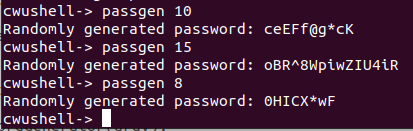 cwushell-> passgen 10
Randomly generated password: ceEFf@g*cK
cwushell-> passgen 15
Randomly generated password: oBR^8WpiwZIU4iR
cwushell-> passgen 8
Randomly generated password: 0HICX*wF
cwushell->